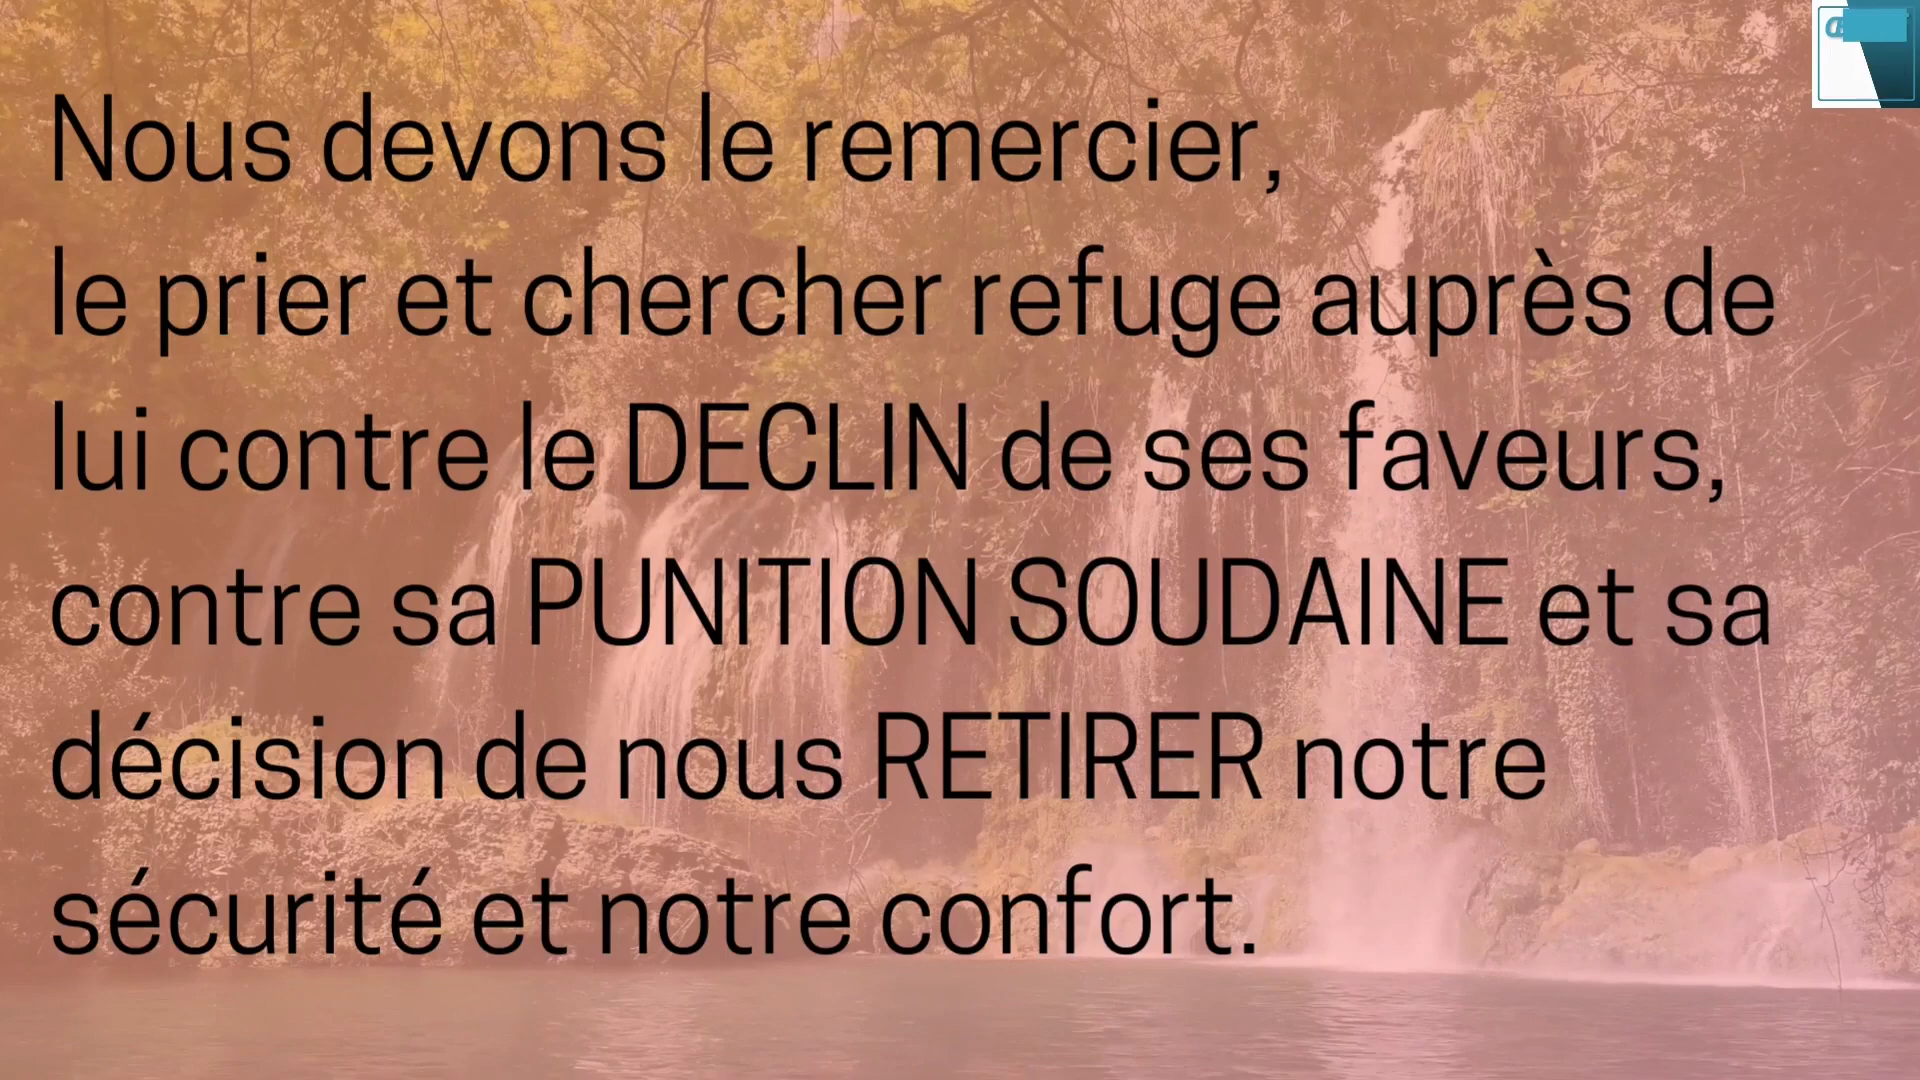 Nous devons le remercier,
le prier et chercher refuge auprès de
lui contre le DECLIN de ses faveurs,
contre sa PUNITION SOUDAINE et sa
décision de nous RETIRER notre
sécurité et notre confort.